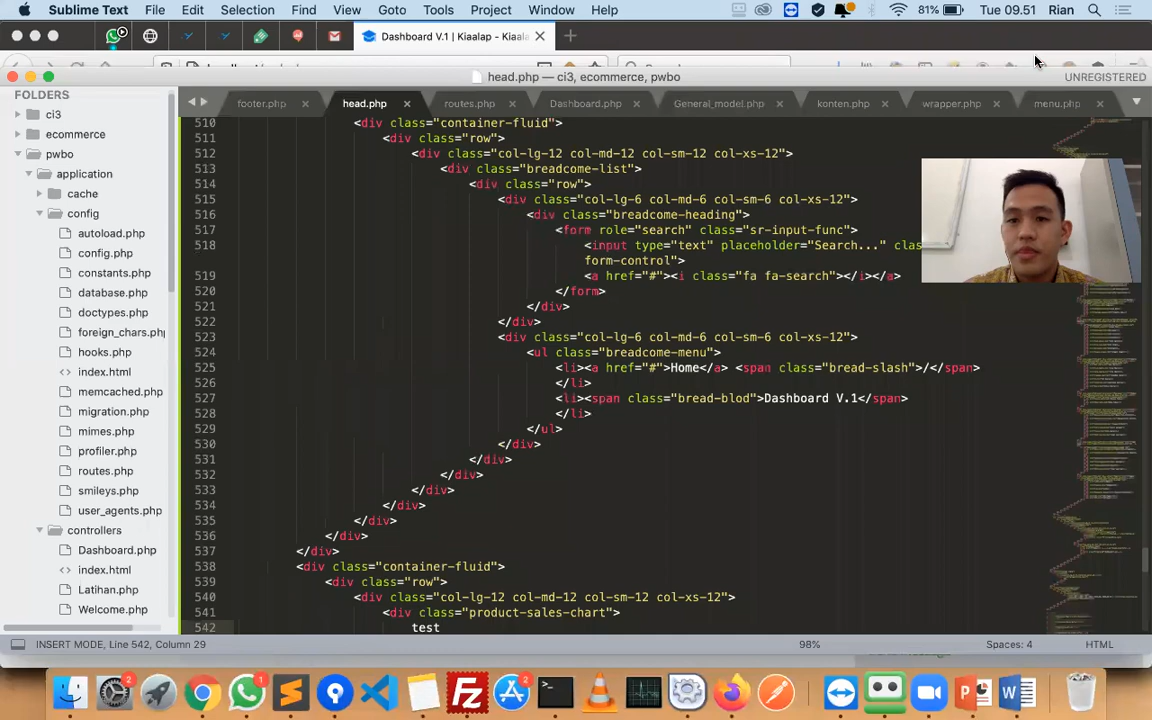 Sublime Text File Edit Selection Find View Goto Tools Project Window Help 81% Tue 09.51 Rian
Dashboard V.1 | Kiaalap - Kiaala
head.php — ci3, ecommerce, pwbo UNREGISTERED
FOLDERS
ci3
ecommerce
pwbo
application
cache
config
autoload.php
config.php
constants.php
database.php
doctypes.php
foreign_chars.php
hooks.php
index.html
memcached.php
migration.php
mimes.php
profiler.php
routes.php
smileys.php
user_agents.php
controllers
Dashboard.php
index.html
Latihan.php
Welcome.php
footer.php head.php routes.php Dashboard.php General_model.php konten.php wrapper.php menu.php
510 <div class="container-fluid">
511 <div class="row">
512 <div class="col-lg-12 col-md-12 col-sm-12 col-xs-12">
513 <div class="breadcome-list">
514 <div class="row">
515 <div class="col-lg-6 col-md-6 col-sm-6 col-xs-12">
516 <div class="breadcome-heading">
517 <form role="search" class="sr-input-func">
518 <input type="text" placeholder="Search..." clas
form-control">
519 <a href="#"><i class="fa fa-search"></i></a>
520 </form>
521 </div>
522 </div>
523 <div class="col-lg-6 col-md-6 col-sm-6 col-xs-12">
524 <ul class="breadcome-menu">
525 <li><a href="#">Home</a> <span class="bread-slash">/</span>
526 </li>
527 <li><span class="bread-blod">Dashboard V.1</span>
528 </li>
529 </ul>
530 </div>
531 </div>
532 </div>
533 </div>
534 </div>
535 </div>
536 </div>
537 </div>
538 <div class="container-fluid">
539 <div class="row">
540 <div class="col-lg-12 col-md-12 col-sm-12 col-xs-12">
541 <div class="product-sales-chart">
542 test
INSERT MODE, Line 542, Column 29 98% Spaces: 4 HTML